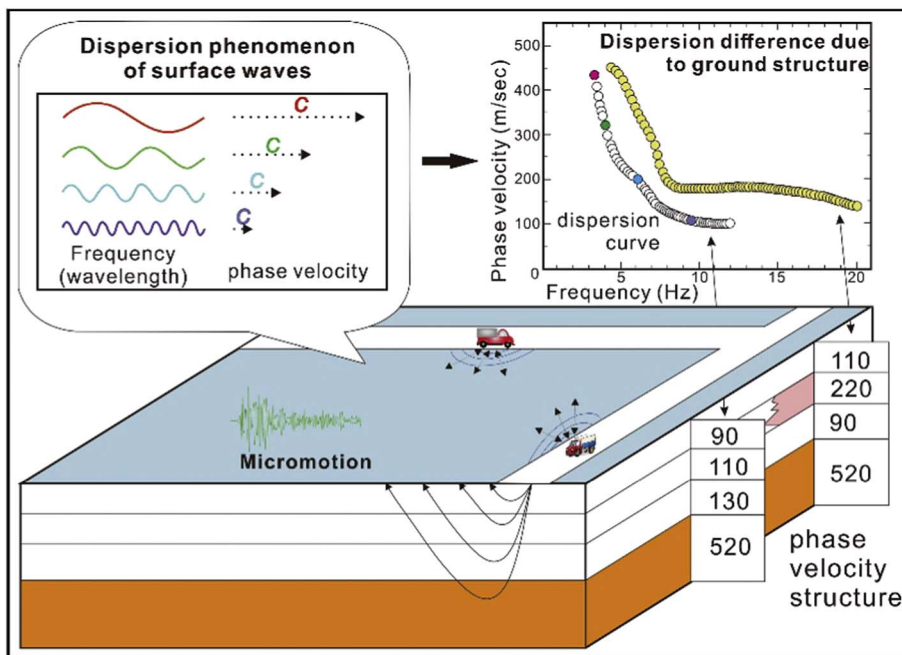 Dispersion phenomenon
of surface waves
C
C
C
C
Frequency
(wavelength)
phase velocity
Dispersion difference due
to ground structure
Phase velocity (m/sec)
500
400
300
200
100
dispersion
curve
5
10
15
20
Frequency (Hz)
Micromotion
90
110
130
520
110
220
90
520
phase
velocity
structure